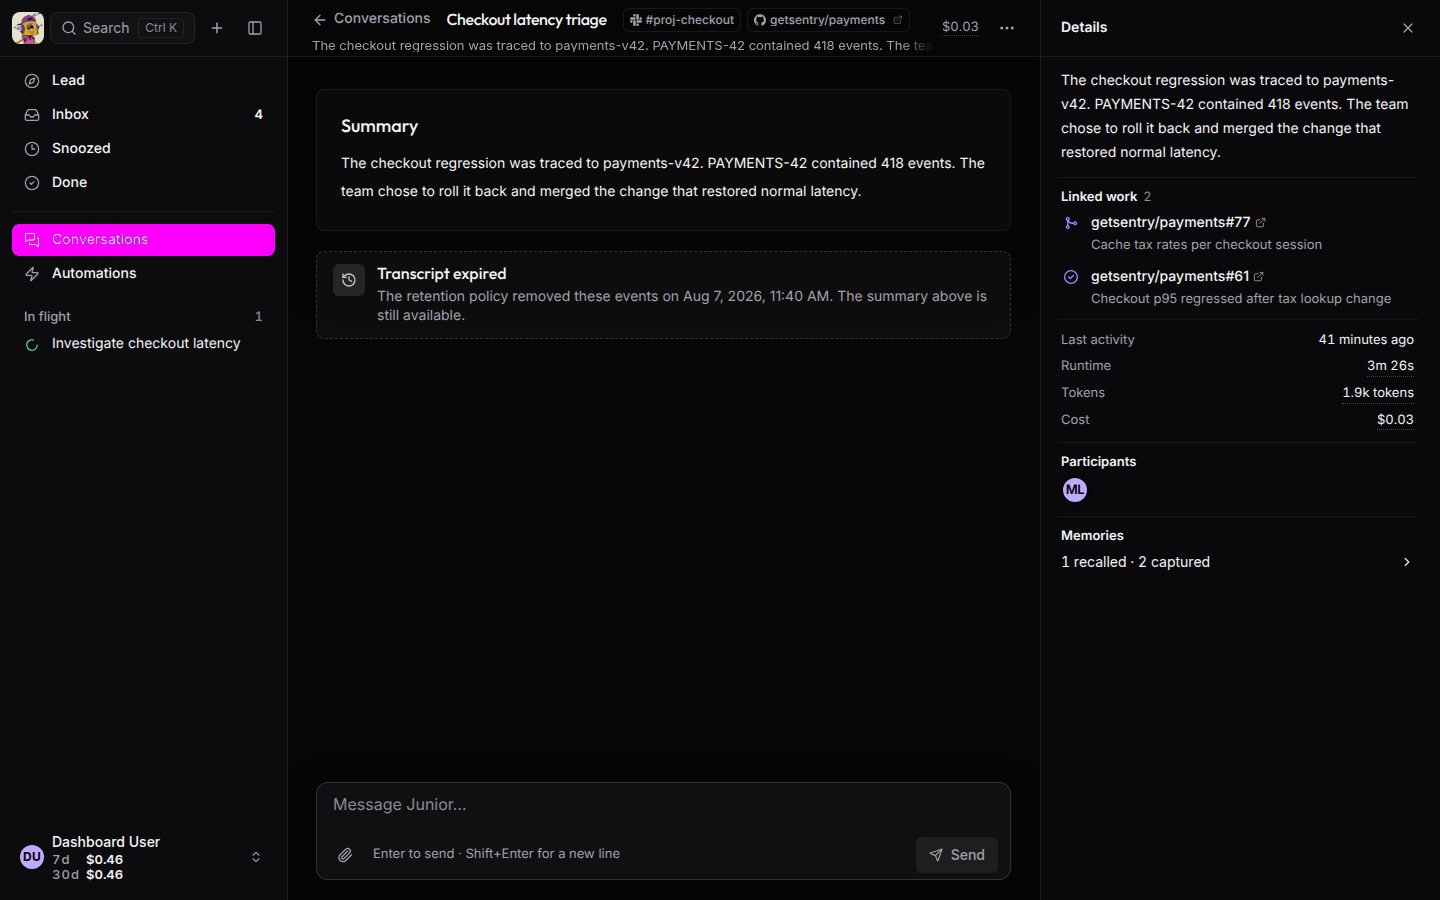 Search Ctrl K
Lead
Inbox 4
Snoozed
Done
Conversations
Automations
In flight 1
Investigate checkout latency
DU Dashboard User
7d $0.46
30d $0.46
Conversations Checkout latency triage #proj-checkout getsentry/payments $0.03
The checkout regression was traced to payments-v42. PAYMENTS-42 contained 418 events. The tea
Summary
The checkout regression was traced to payments-v42. PAYMENTS-42 contained 418 events. The
team chose to roll it back and merged the change that restored normal latency.
Transcript expired
The retention policy removed these events on Aug 7, 2026, 11:40 AM. The summary above is
still available.
Message Junior...
Enter to send · Shift+Enter for a new line Send
Details
The checkout regression was traced to payments-
v42. PAYMENTS-42 contained 418 events. The team
chose to roll it back and merged the change that
restored normal latency.
Linked work 2
getsentry/payments#77
Cache tax rates per checkout session
getsentry/payments#61
Checkout p95 regressed after tax lookup change
Last activity 41 minutes ago
Runtime 3m 26s
Tokens 1.9k tokens
Cost $0.03
Participants
ML
Memories
1 recalled · 2 captured